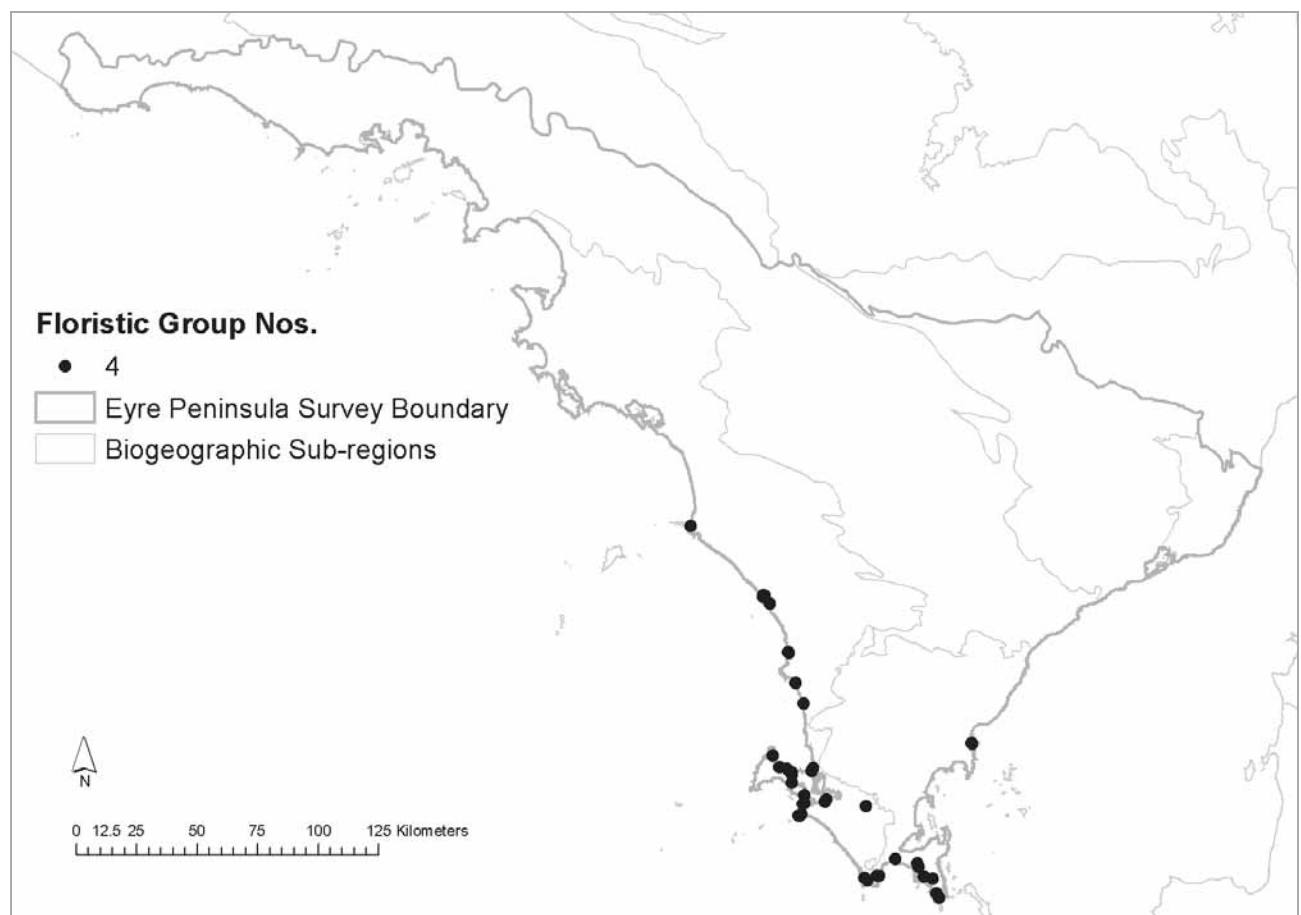 Floristic Group Nos.
4
Eyre Peninsula Survey Boundary
Biogeographic Sub-regions
N
0 12.5 25 50 75 100 125 Kilometers